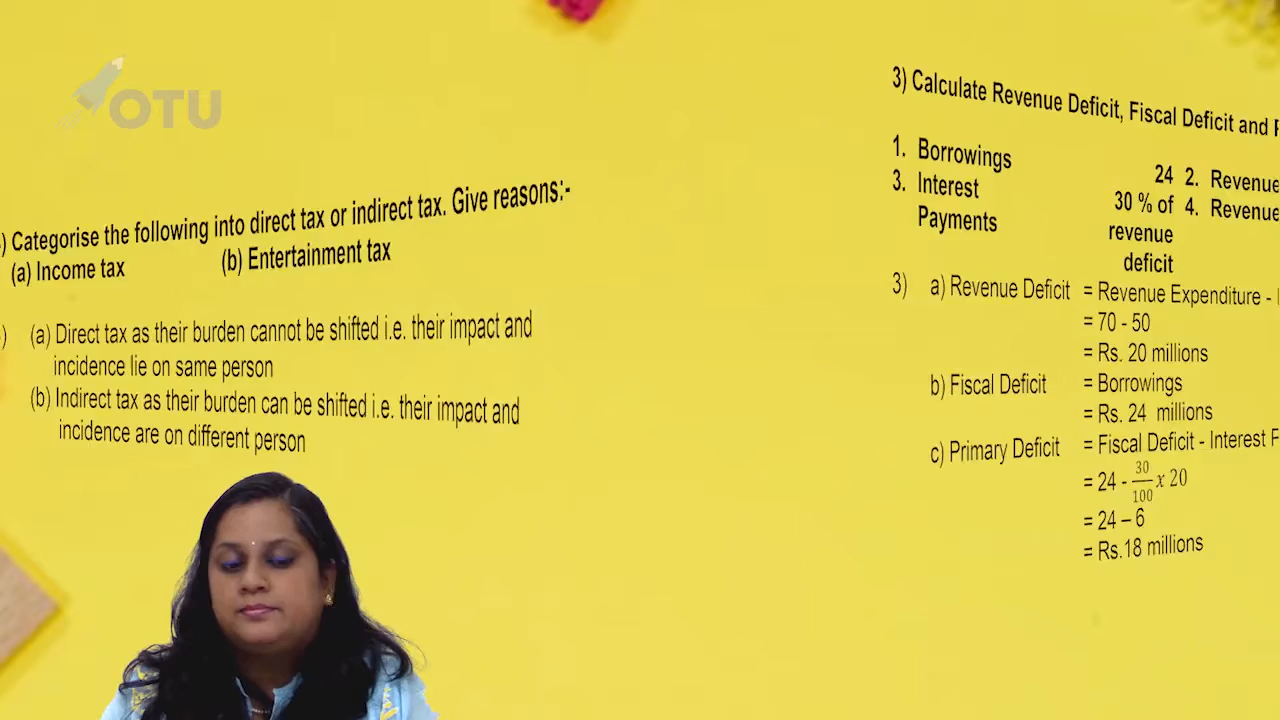 OTU
) Categorise the following into direct tax or indirect tax. Give reasons:-
(a) Income tax (b) Entertainment tax
) (a) Direct tax as their burden cannot be shifted i.e. their impact and
incidence lie on same person
(b) Indirect tax as their burden can be shifted i.e. their impact and
incidence are on different person
3) Calculate Revenue Deficit, Fiscal Deficit and
1. Borrowings 24 2. Revenue
3. Interest Payments 30 % of revenue deficit 4. Revenue
3) a) Revenue Deficit = Revenue Expenditure -
= 70 - 50
= Rs. 20 millions
b) Fiscal Deficit = Borrowings
= Rs. 24 millions
c) Primary Deficit = Fiscal Deficit - Interest
= 24 - 30/100 x 20
= 24 – 6
= Rs.18 millions